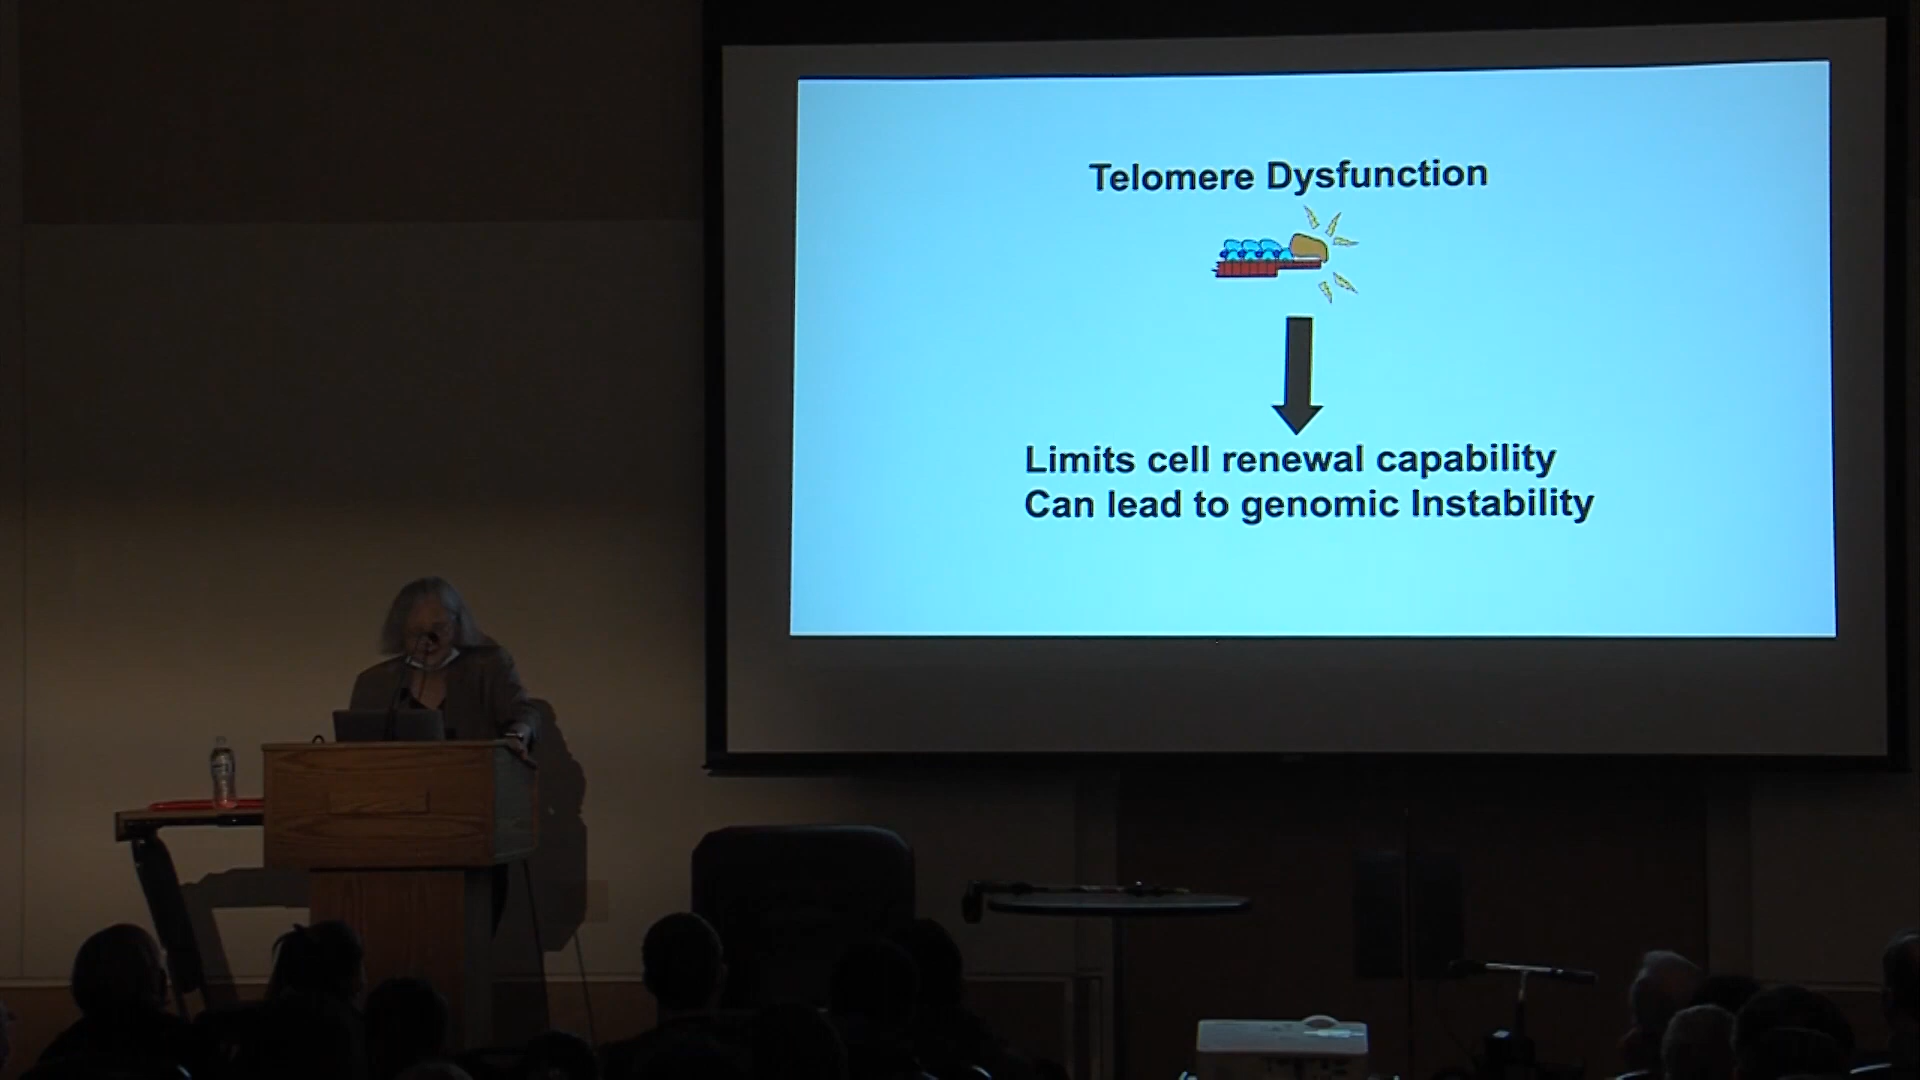 Telomere Dysfunction
Limits cell renewal capability
Can lead to genomic Instability